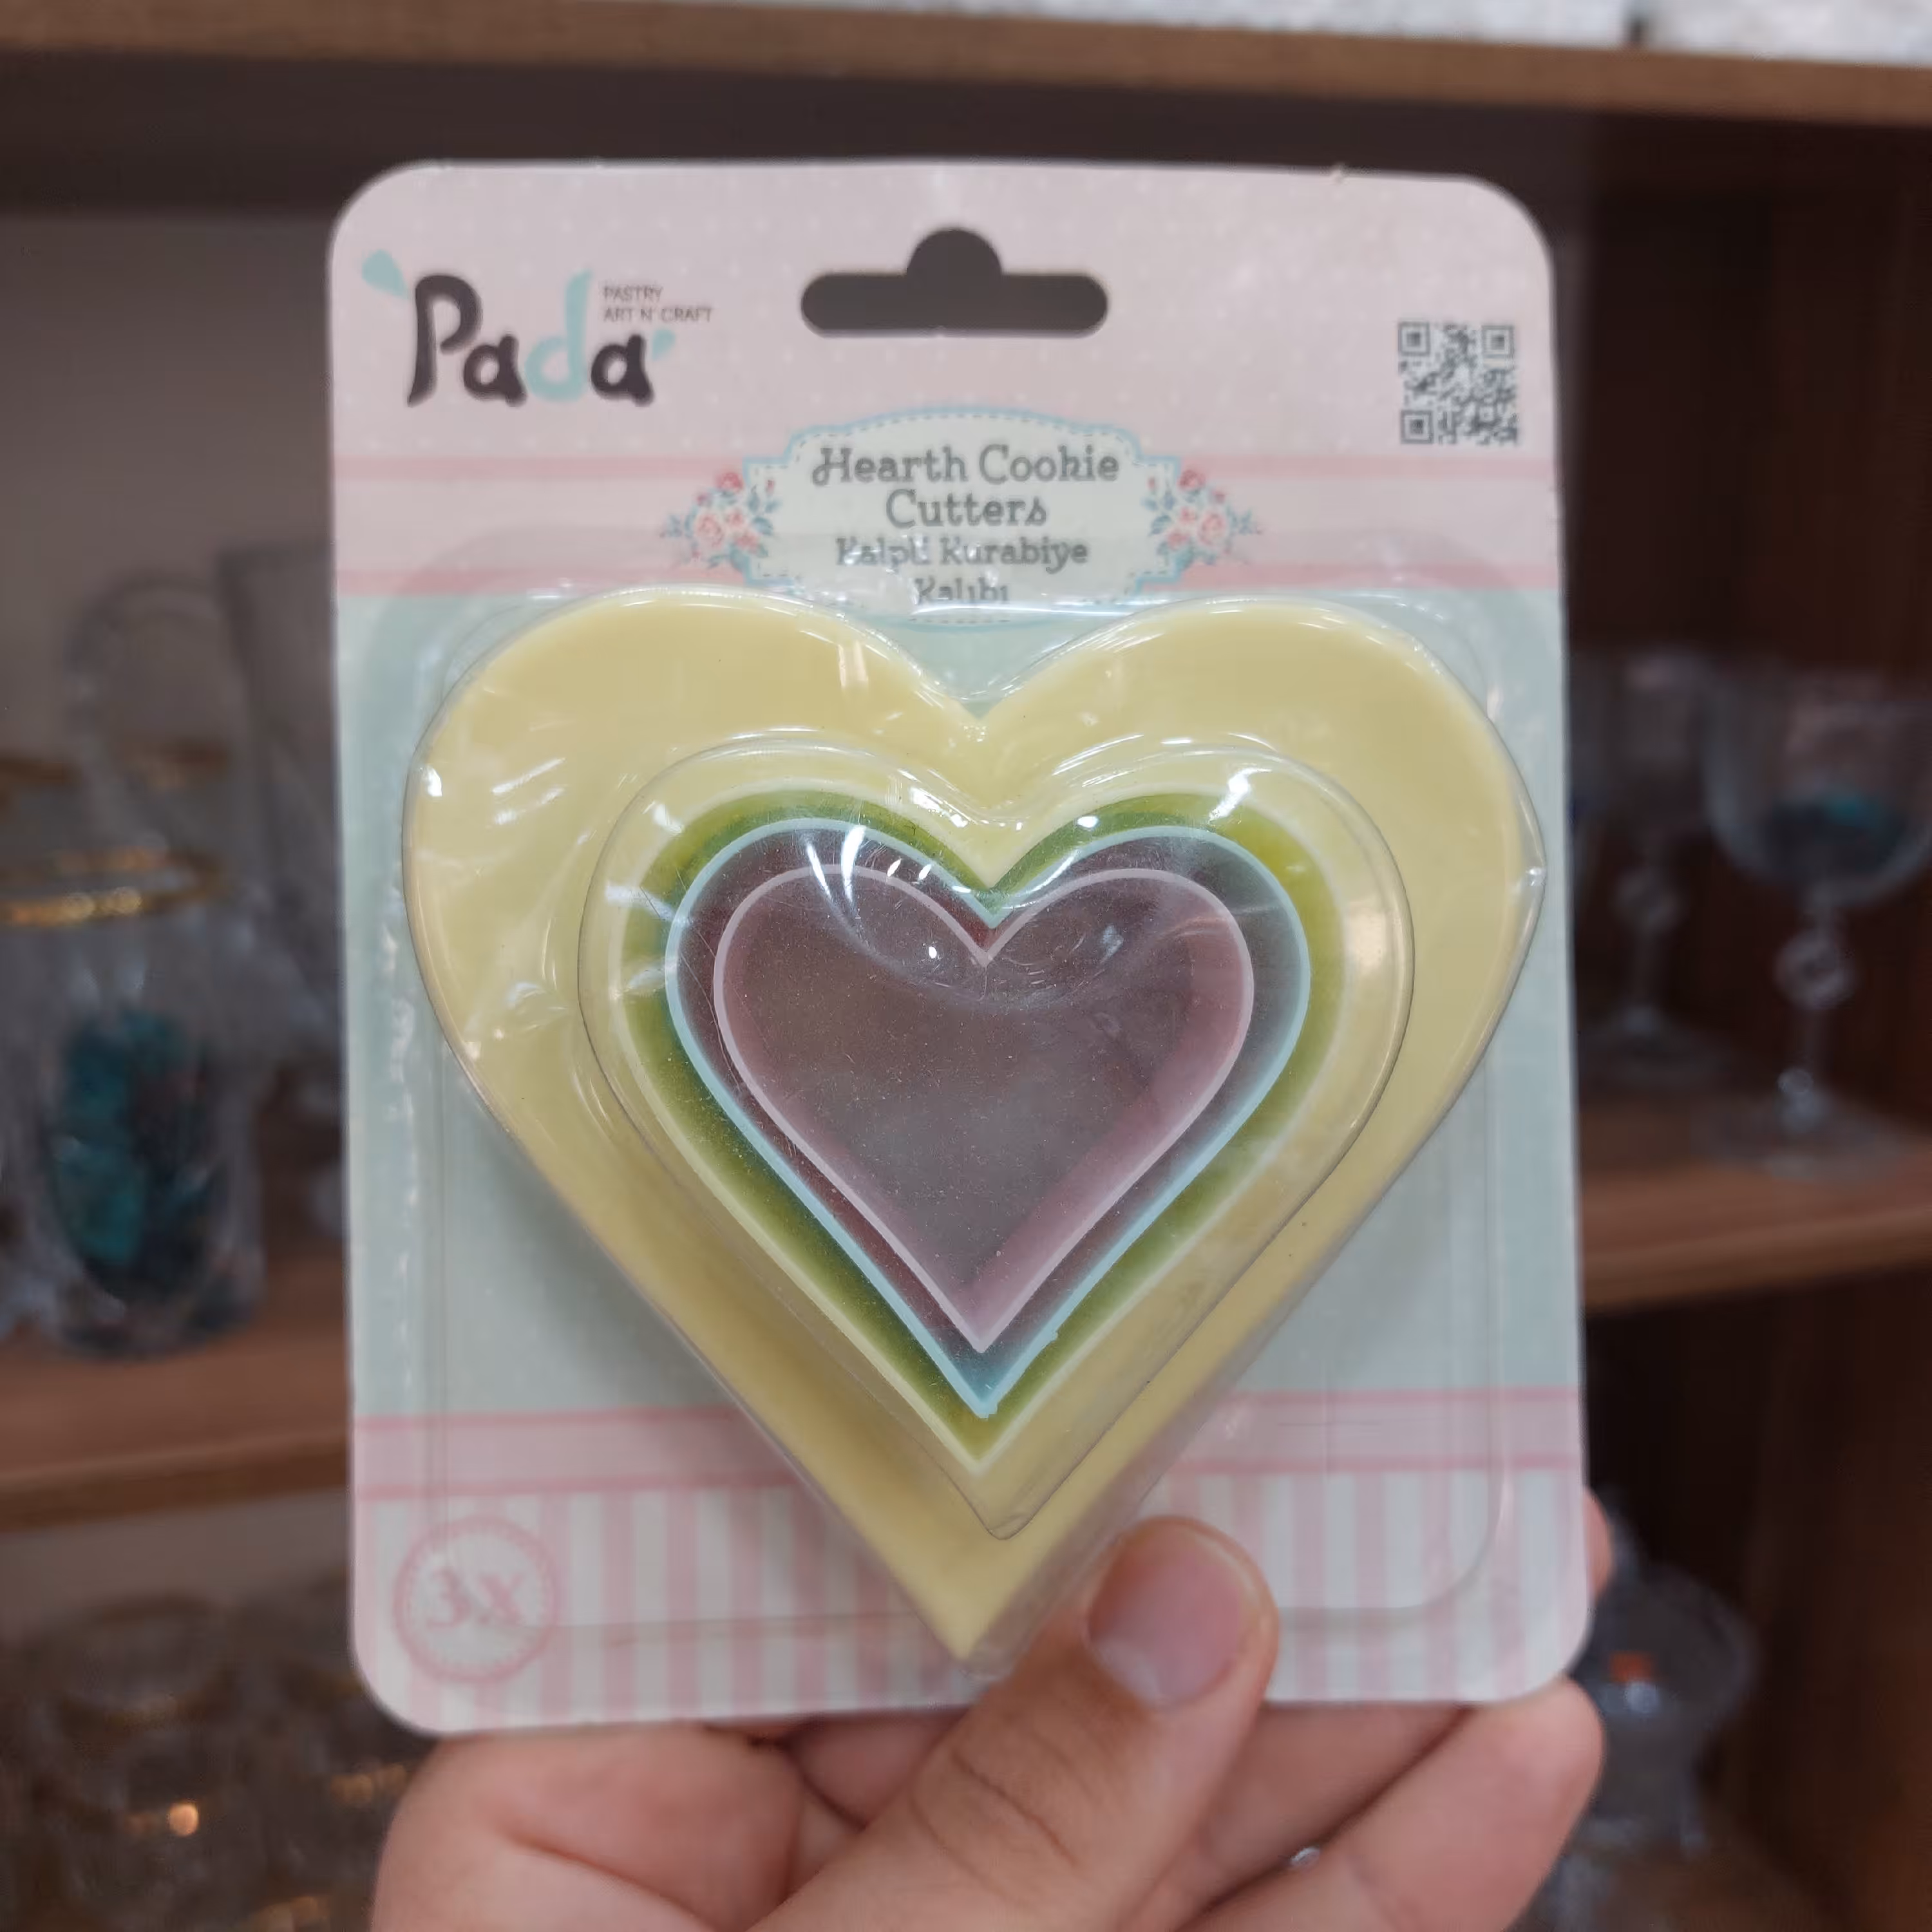 Pada
PASTRY
ART N' CRAFT
Hearth Cookie
Cutters
Kalpli Kurabiye
Kalıbı
3X